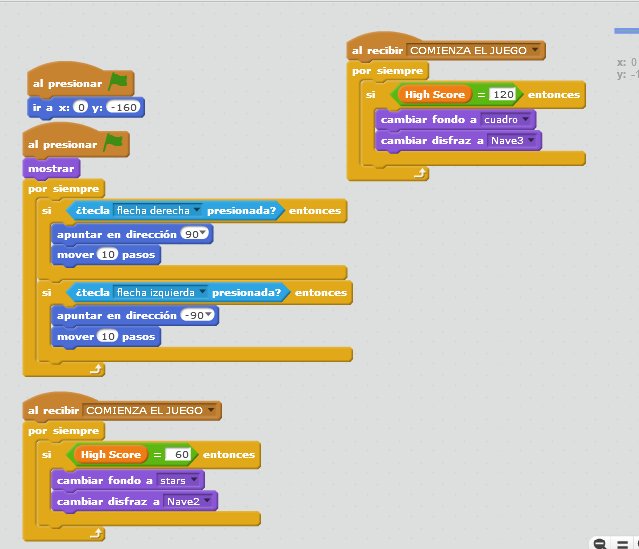 al presionar
ir a x: 0 y: -160
al presionar
mostrar
por siempre
si ¿tecla flecha derecha presionada? entonces
apuntar en dirección 90
mover 10 pasos
si ¿tecla flecha izquierda presionada? entonces
apuntar en dirección -90
mover 10 pasos
al recibir COMIENZA EL JUEGO
por siempre
si High Score = 60 entonces
cambiar fondo a stars
cambiar disfraz a Nave2
al recibir COMIENZA EL JUEGO
por siempre
si High Score = 120 entonces
cambiar fondo a cuadro
cambiar disfraz a Nave3
x: 0